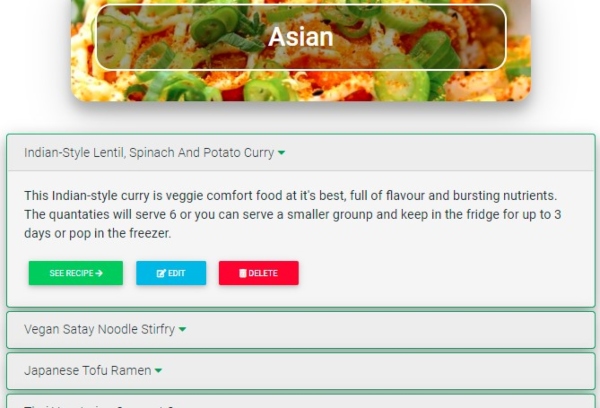 Asian
Indian-Style Lentil, Spinach And Potato Curry
This Indian-style curry is veggie comfort food at it's best, full of flavour and bursting nutrients.
The quantaties will serve 6 or you can serve a smaller grounp and keep in the fridge for up to 3
days or pop in the freezer.
SEE RECIPE EDIT DELETE
Vegan Satay Noodle Stirfry
Japanese Tofu Ramen